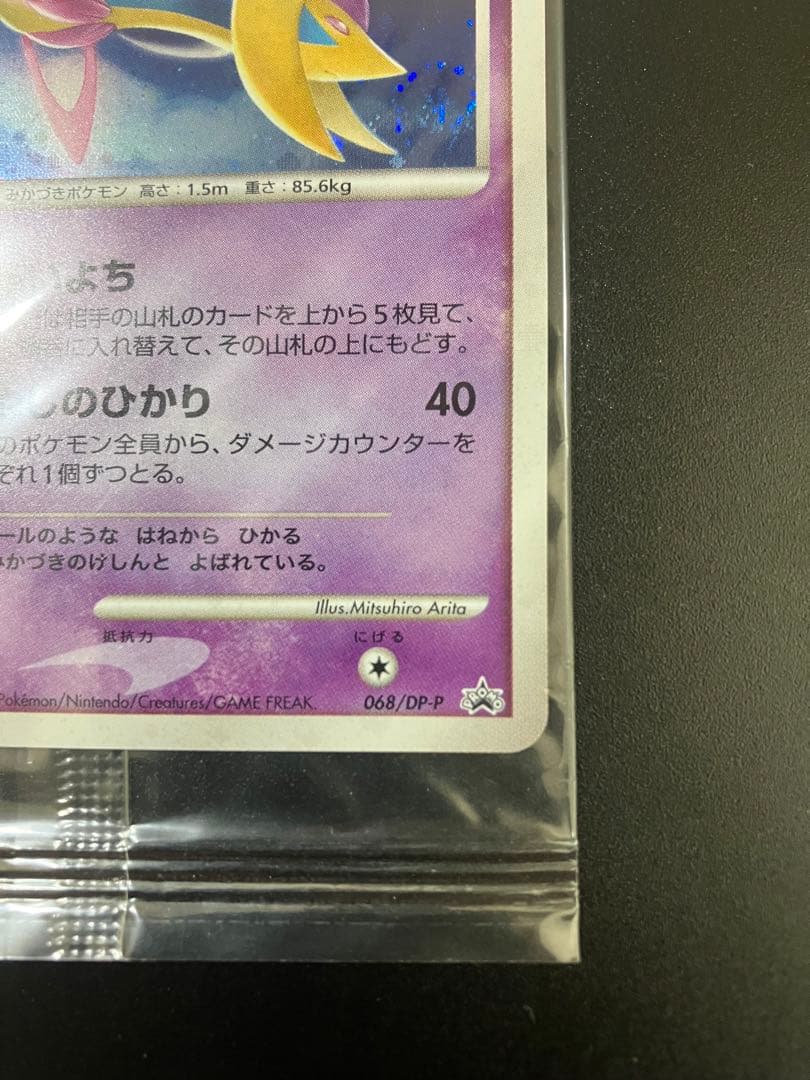 みかづきポケモン 高さ：1.5m 重さ：85.6kg
よち
は相手の山札のカードを上から５枚見て、
に入れ替えて、その山札の上にもどす。
しのひかり 40
のポケモン全員から、ダメージカウンターを
ぞれ１個ずつとる。
ールのような はねから ひかる
みかづきのけしんと よばれている。
Illus.Mitsuhiro Arita
抵抗力 にげる
Pokémon/Nintendo/Creatures/GAME FREAK. 068/DP-P PROMO